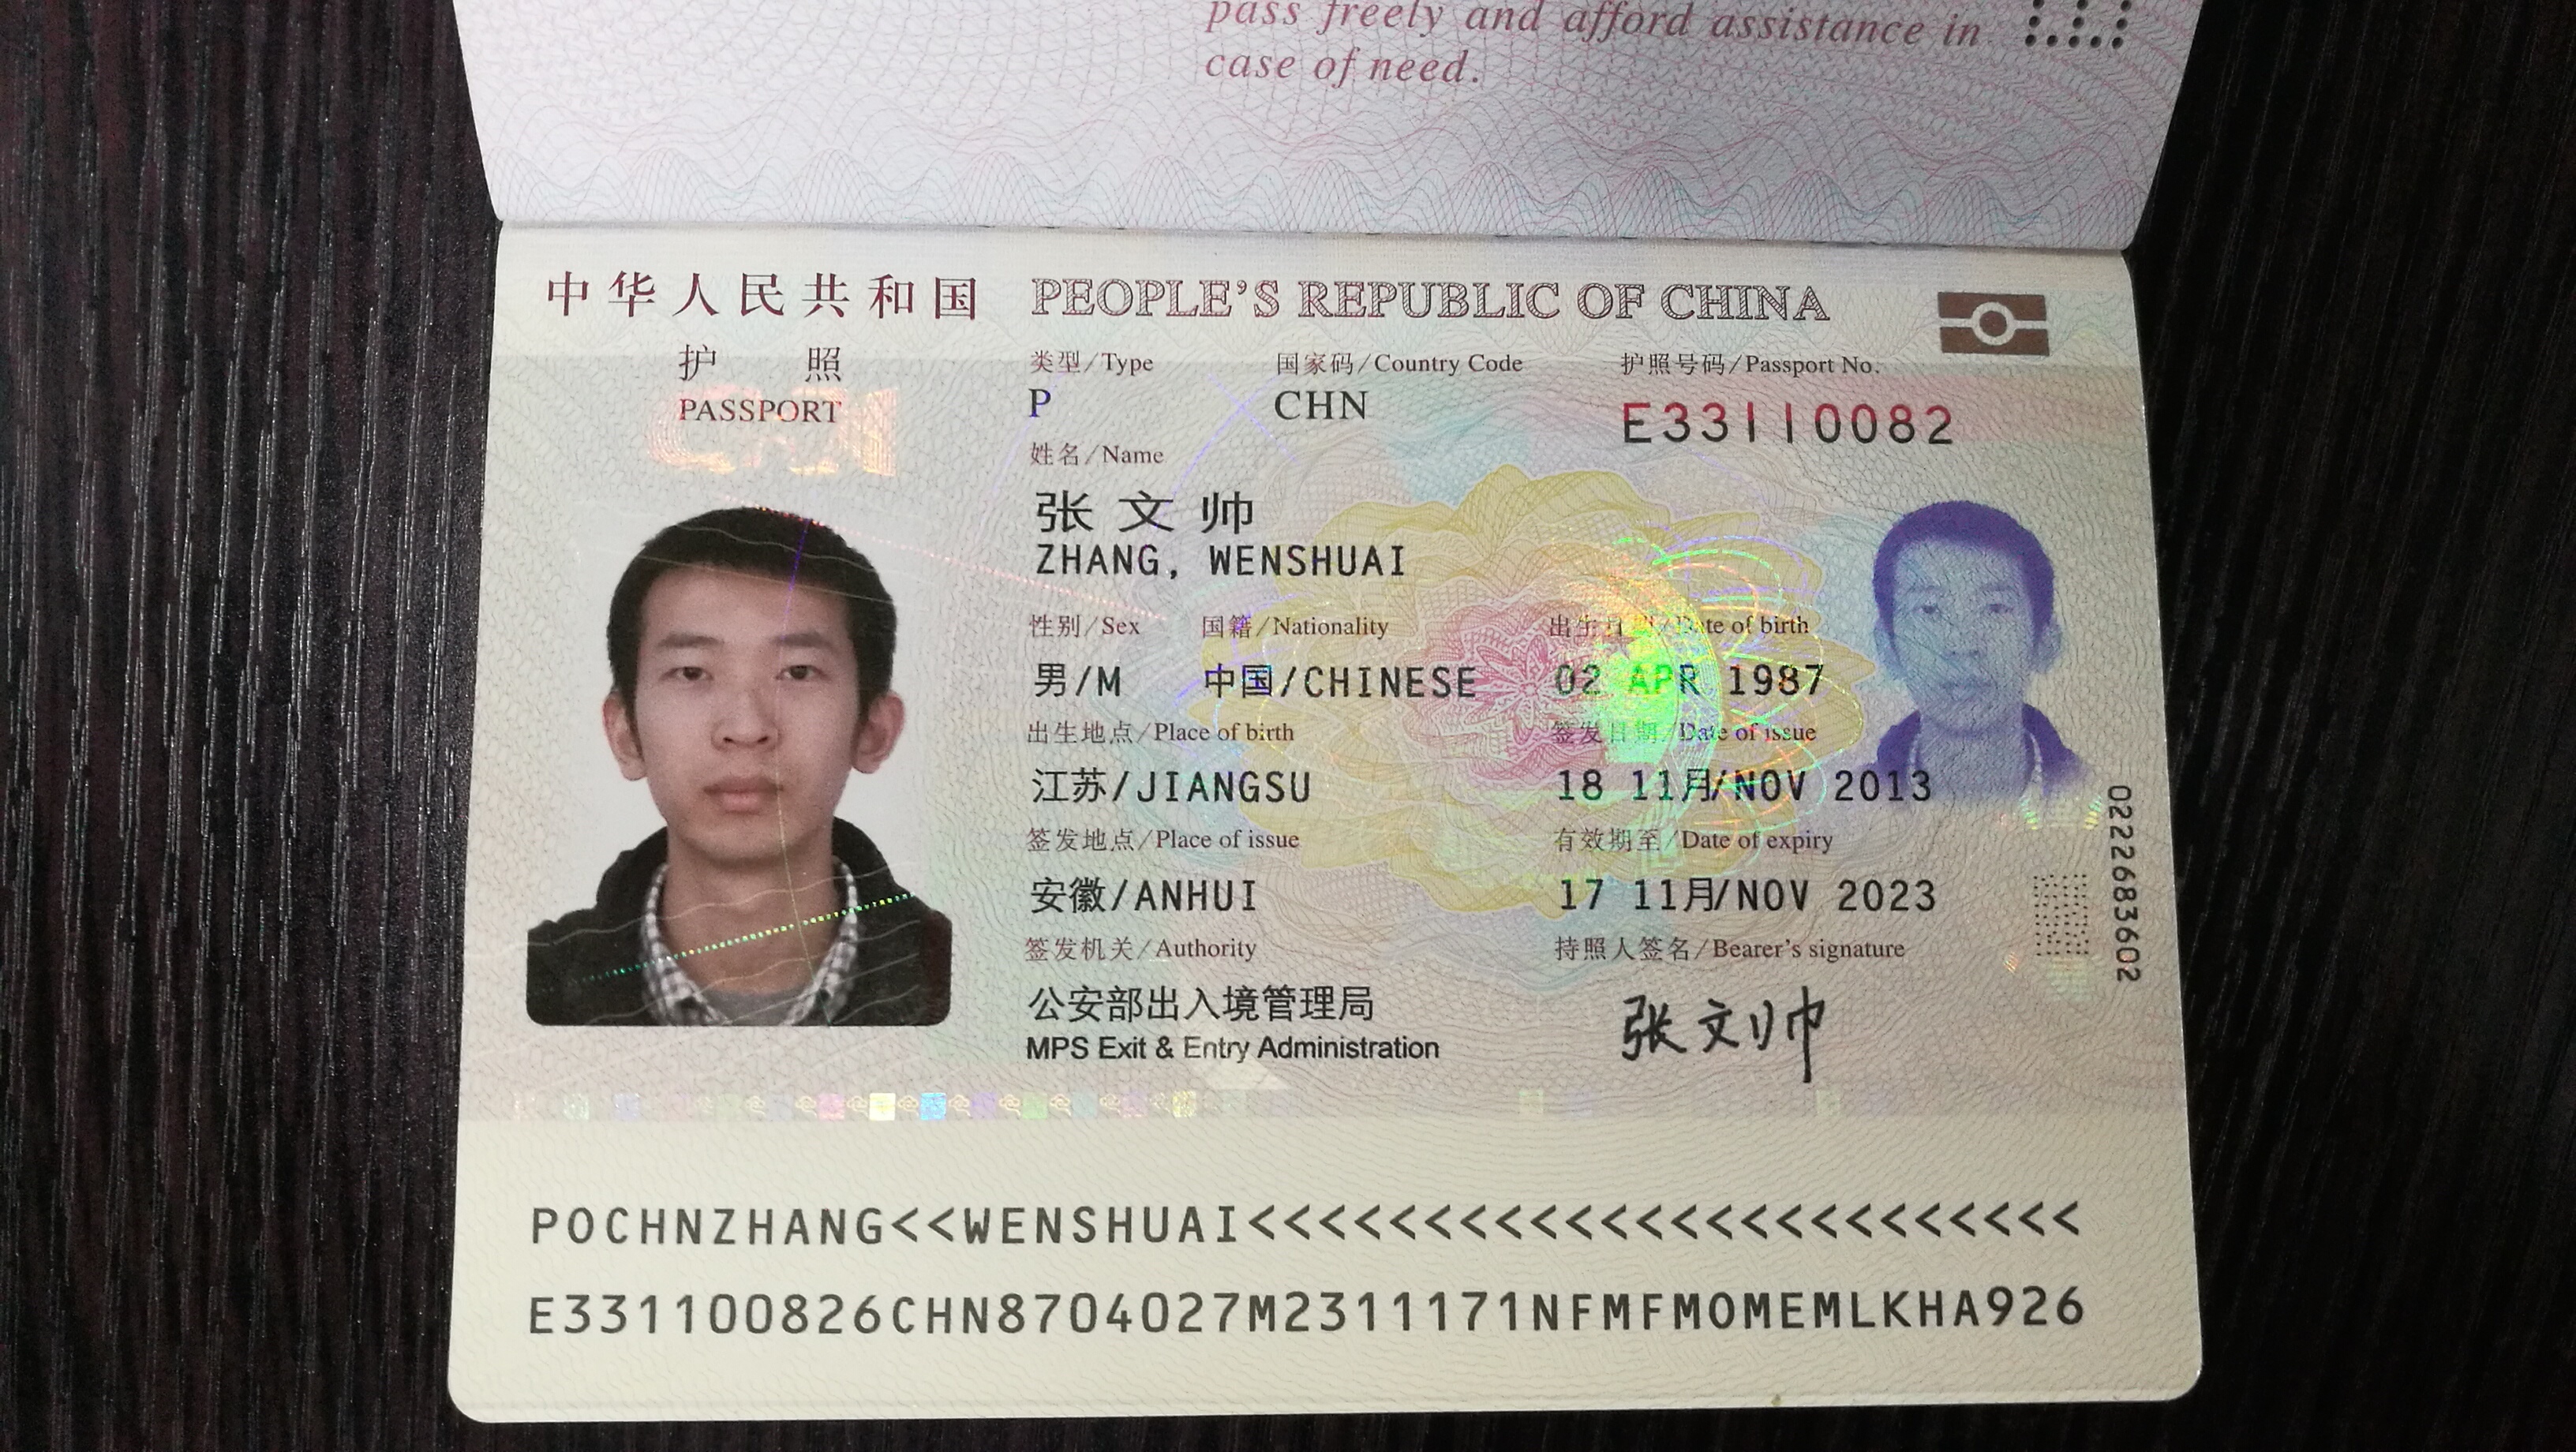 pass freely and afford assistance in
case of need.
中华人民共和国 PEOPLE'S REPUBLIC OF CHINA
护 照
PASSPORT
类型/Type 国家码/Country Code 护照号码/Passport No.
P CHN E33110082
姓名/Name
张文帅
ZHANG, WENSHUAI
性别/Sex 国籍/Nationality 出生日期/Date of birth
男/M 中国/CHINESE 02 APR 1987
出生地点/Place of birth 签发日期/Date of issue
江苏/JIANGSU 18 11月/NOV 2013
签发地点/Place of issue 有效期至/Date of expiry
安徽/ANHUI 17 11月/NOV 2023
签发机关/Authority 持照人签名/Bearer's signature
公安部出入境管理局
MPS Exit & Entry Administration
张文帅
0222683602
POCHNZHANG<<WENSHUAI<<<<<<<<<<<<<<<<<<<<<<<<
E331100826CHN8704027M2311171NFMFMOMEMLKHA926